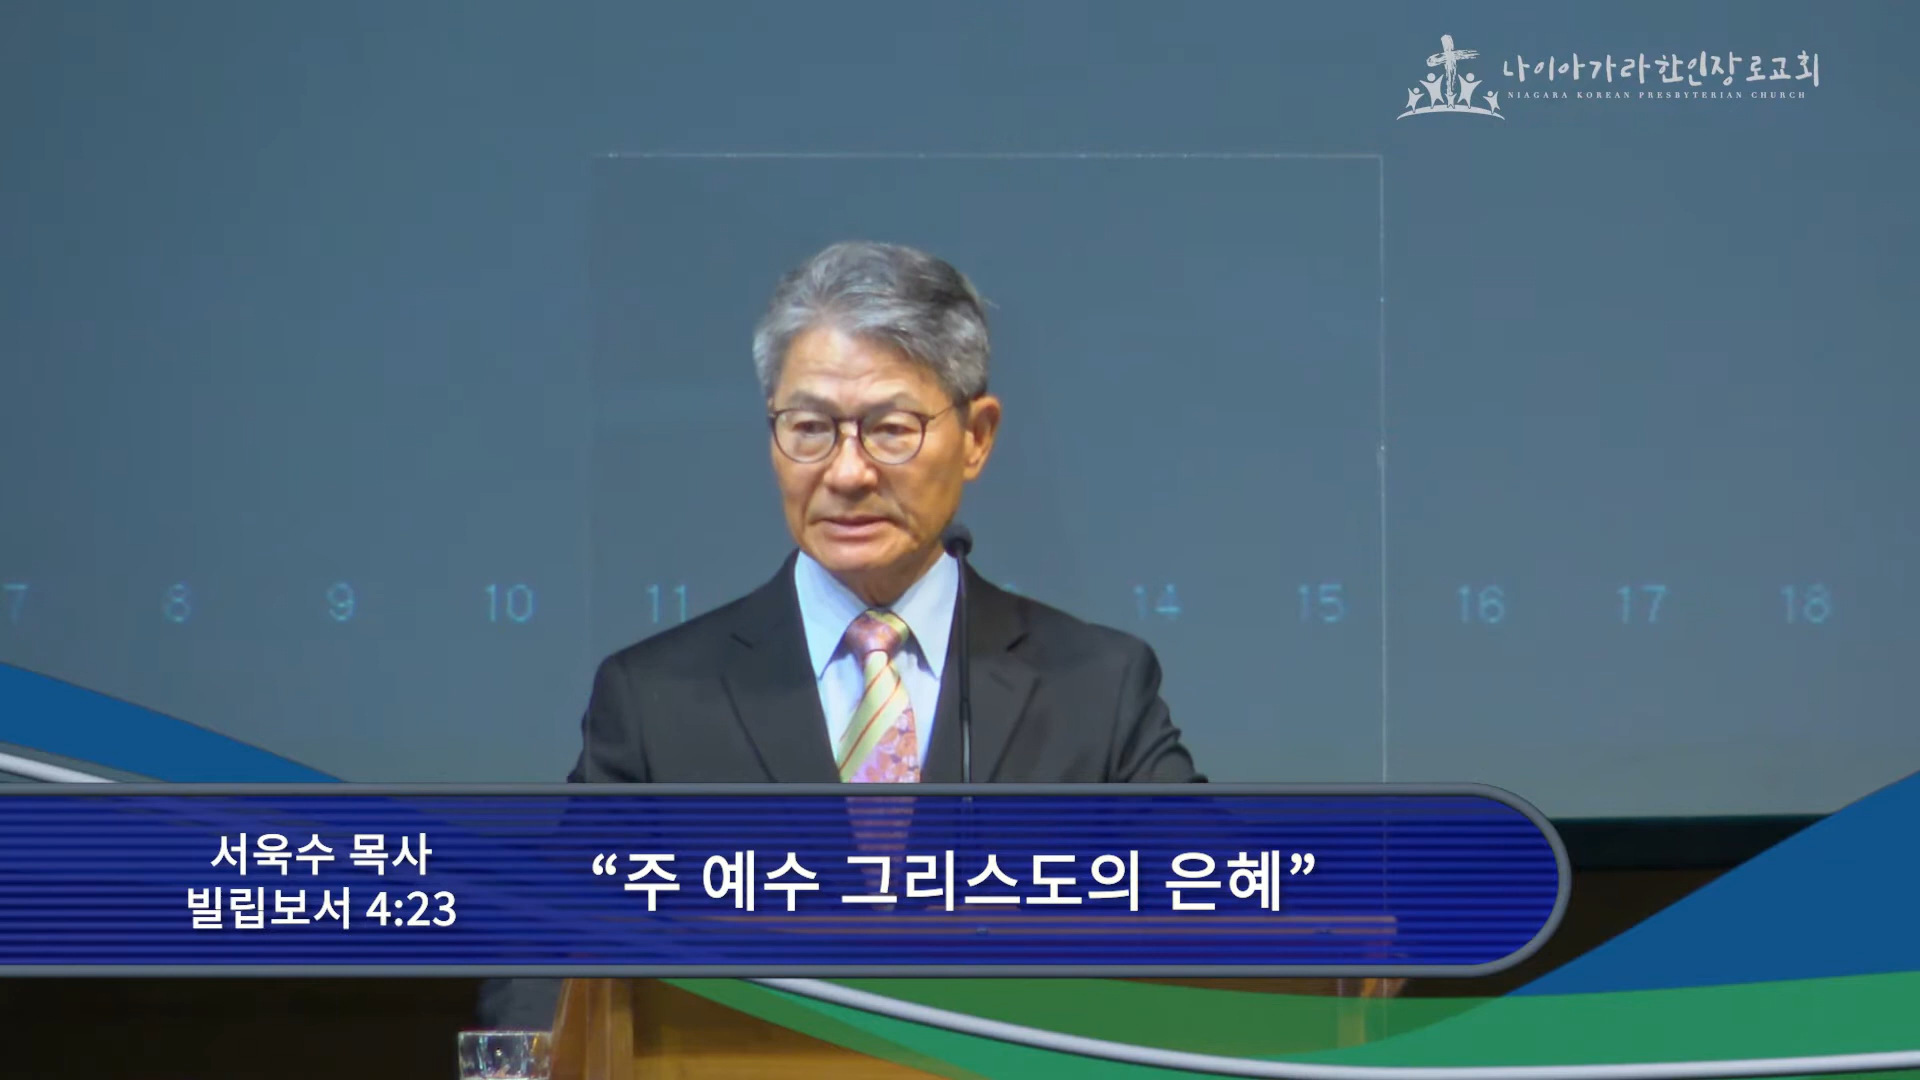 나이아가라한인장로교회
NIAGARA KOREAN PRESBYTERIAN CHURCH
7 8 9 10 11 14 15 16 17 18
서욱수 목사
빌립보서 4:23
“주 예수 그리스도의 은혜”